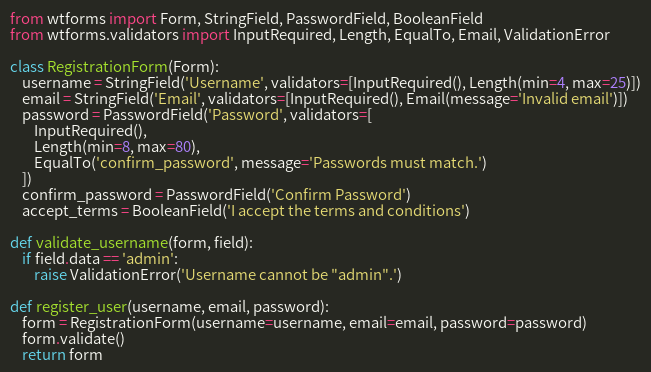 from wtforms import Form, StringField, PasswordField, BooleanField
from wtforms.validators import InputRequired, Length, EqualTo, Email, ValidationError

class RegistrationForm(Form):
    username = StringField('Username', validators=[InputRequired(), Length(min=4, max=25)])
    email = StringField('Email', validators=[InputRequired(), Email(message='Invalid email')])
    password = PasswordField('Password', validators=[
        InputRequired(),
        Length(min=8, max=80),
        EqualTo('confirm_password', message='Passwords must match.')
    ])
    confirm_password = PasswordField('Confirm Password')
    accept_terms = BooleanField('I accept the terms and conditions')

def validate_username(form, field):
    if field.data == 'admin':
        raise ValidationError('Username cannot be "admin".')

def register_user(username, email, password):
    form = RegistrationForm(username=username, email=email, password=password)
    form.validate()
    return form